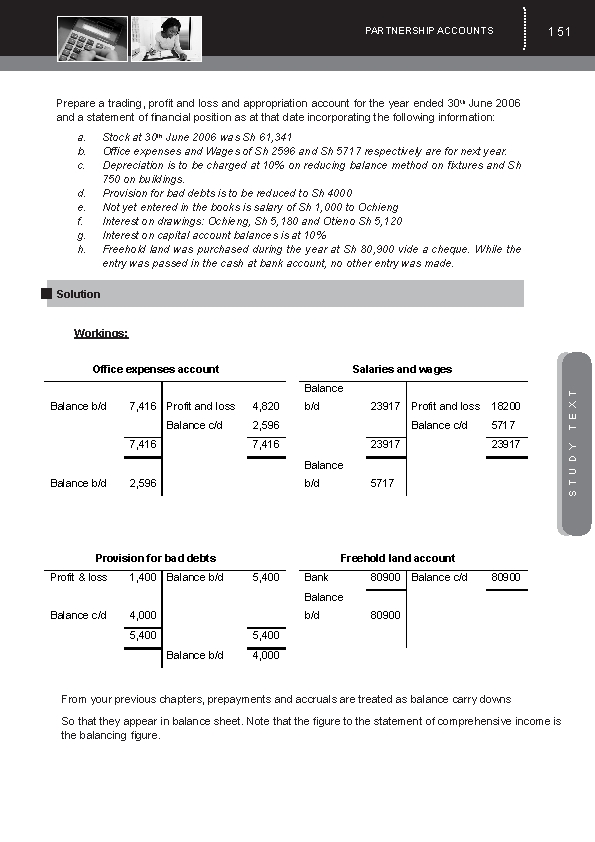 PARTNERSHIP ACCOUNTS 151
Prepare a trading, profit and loss and appropriation account for the year ended 30th June 2006
and a statement of financial position as at that date incorporating the following information:
a. Stock at 30th June 2006 was Sh 61,341
b. Office expenses and Wages of Sh 2596 and Sh 5717 respectively are for next year.
c. Depreciation is to be charged at 10% on reducing balance method on fixtures and Sh
750 on buildings.
d. Provision for bad debts is to be reduced to Sh 4000
e. Not yet entered in the books is salary of Sh 1,000 to Ochieng
f. Interest on drawings: Ochieng, Sh 5,180 and Otieno Sh 5,120
g. Interest on capital account balances is at 10%
h. Freehold land was purchased during the year at Sh 80,900 vide a cheque. While the
entry was passed in the cash at bank account, no other entry was made.
Solution
Workings:
Office expenses account
Balance b/d 7,416 Profit and loss 4,820
Balance c/d 2,596
7,416 7,416
Balance b/d 2,596
Salaries and wages
Balance
b/d 23917 Profit and loss 18200
Balance c/d 5717
23917 23917
Balance
b/d 5717
STUDY TEXT
Provision for bad debts
Profit & loss 1,400 Balance b/d 5,400
Balance c/d 4,000
5,400 5,400
Balance b/d 4,000
Freehold land account
Bank 80900 Balance c/d 80900
Balance
b/d 80900
From your previous chapters, prepayments and accruals are treated as balance carry downs
So that they appear in balance sheet. Note that the figure to the statement of comprehensive income is
the balancing figure.